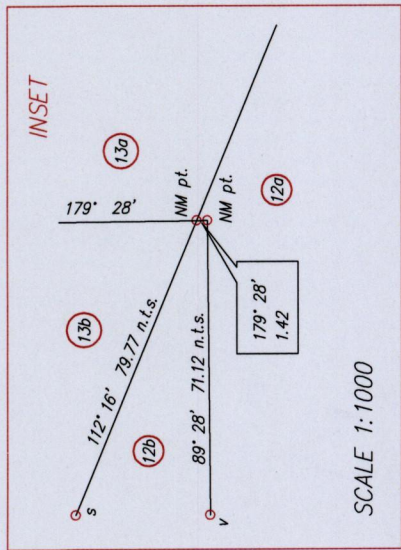 INSET
13a
179° 28'
NM pt.
13b
112° 16' 79.77 n.t.s.
s
12b
89° 28' 71.12 n.t.s.
v
NM pt.
12a
179° 28'
1.42
SCALE 1:1000